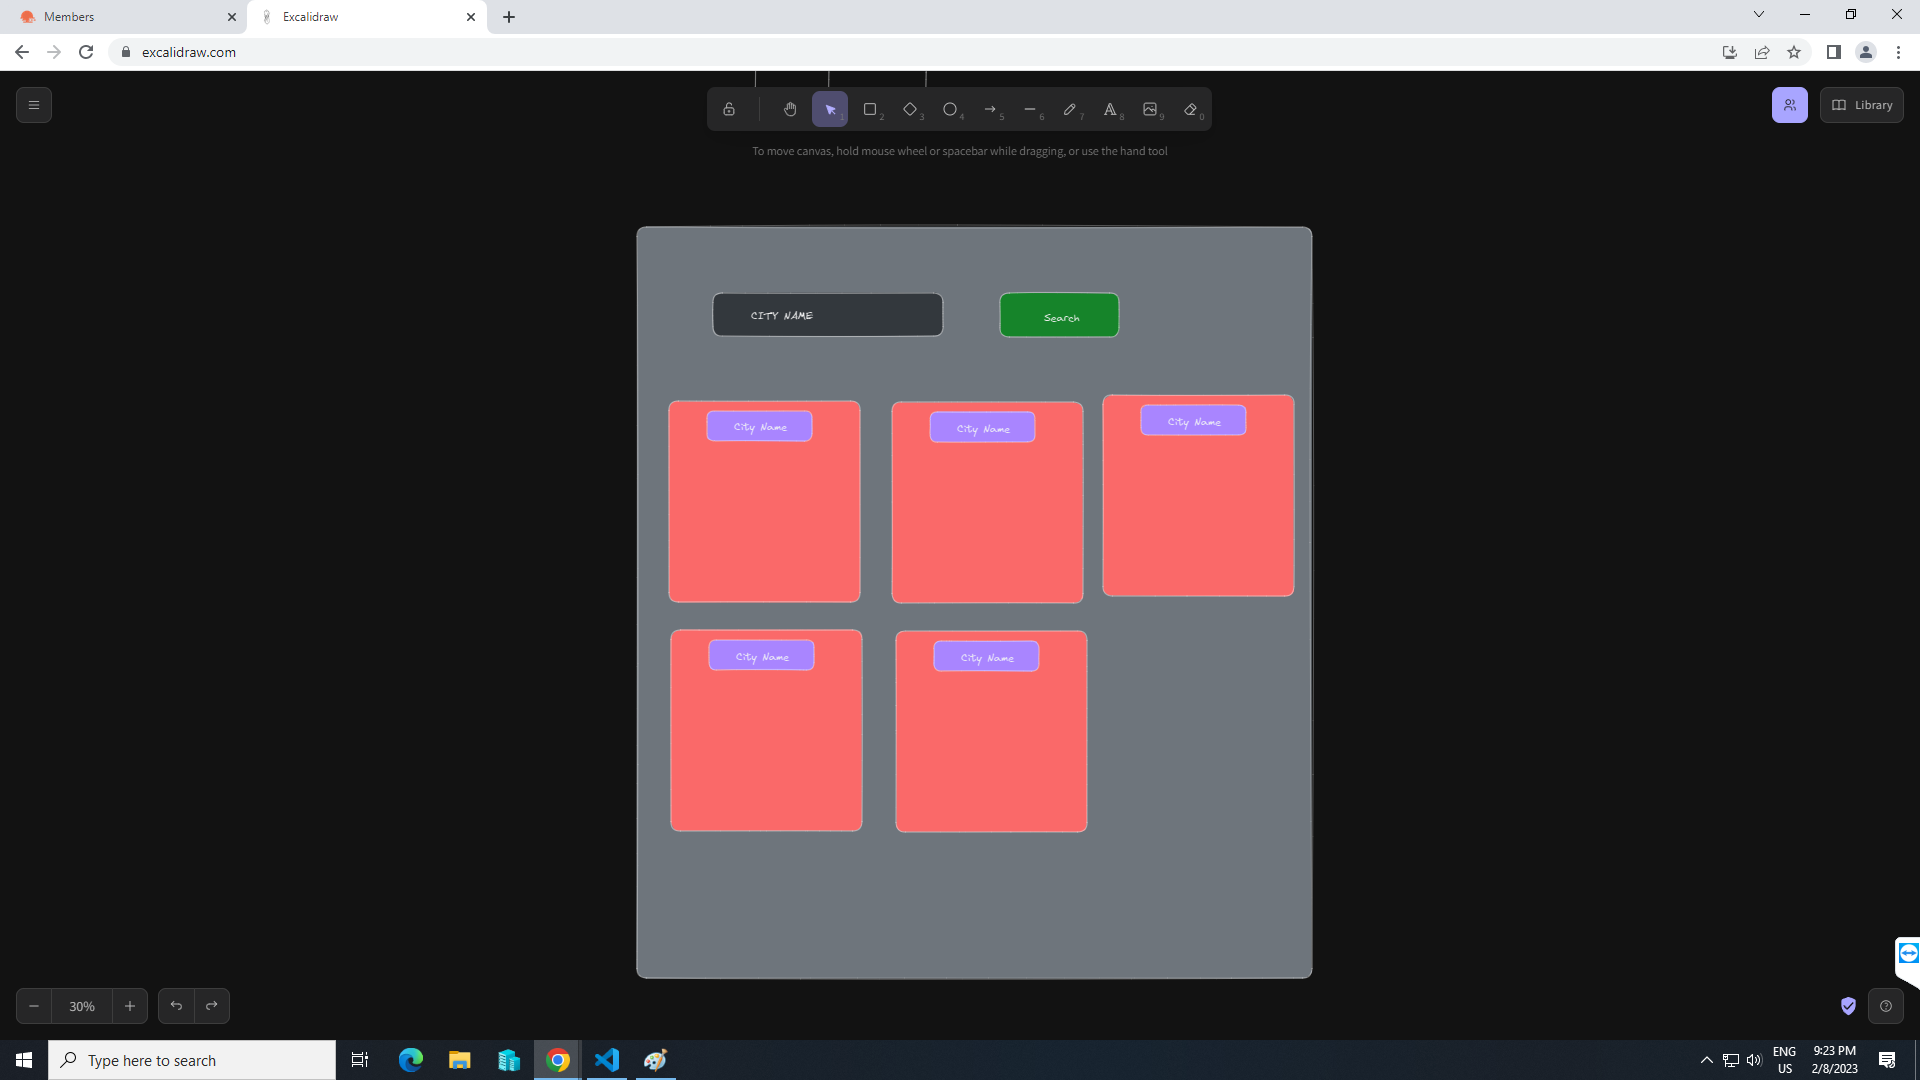 Members
Excalidraw
excalidraw.com
1
2
3
4
5
6
7
8
9
0
Library
To move canvas, hold mouse wheel or spacebar while dragging, or use the hand tool
CITY NAME
Search
City Name
City Name
City Name
City Name
City Name
30%
Type here to search
ENG
US
9:23 PM
2/8/2023